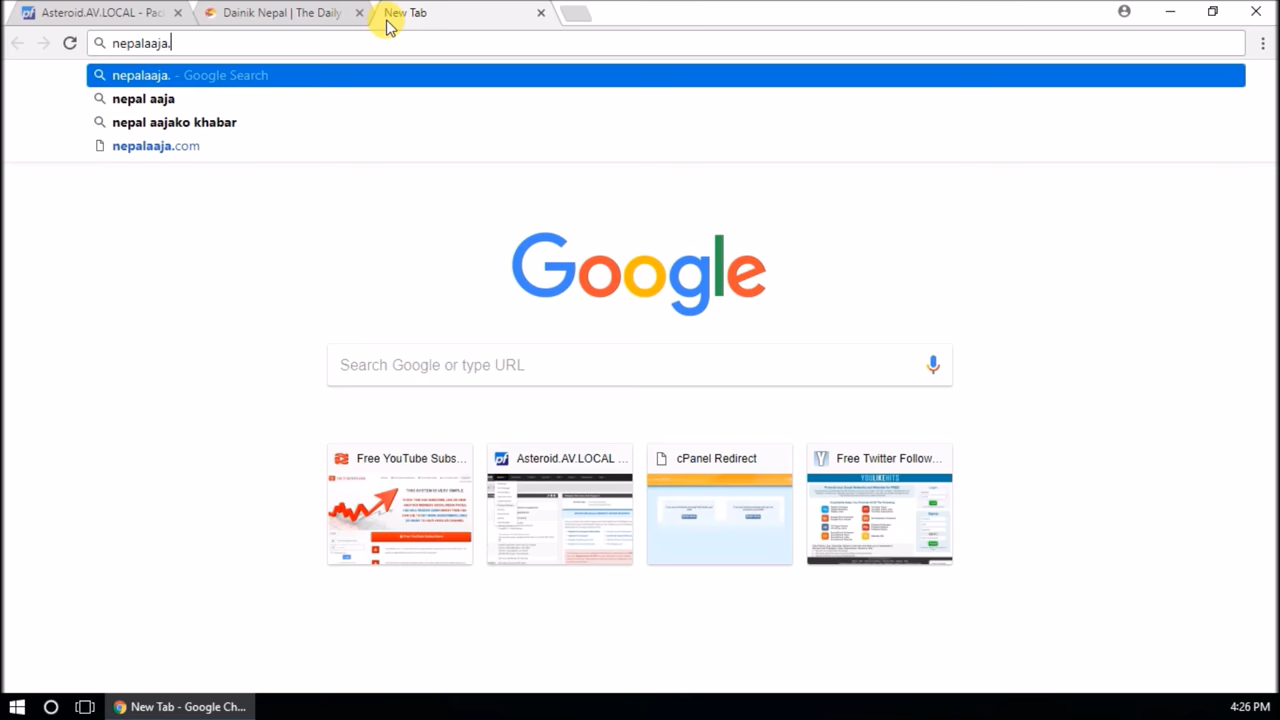 Asteroid.AV.LOCAL - Pac
Dainik Nepal | The Daily
New Tab
nepalaaja.
nepalaaja. - Google Search
nepal aaja
nepal aajako khabar
nepalaaja.com
Google
Search Google or type URL
Free YouTube Subs...
Asteroid.AV.LOCAL ...
cPanel Redirect
Free Twitter Follow...
YOULIKEHITS
New Tab - Google Ch...
4:26 PM